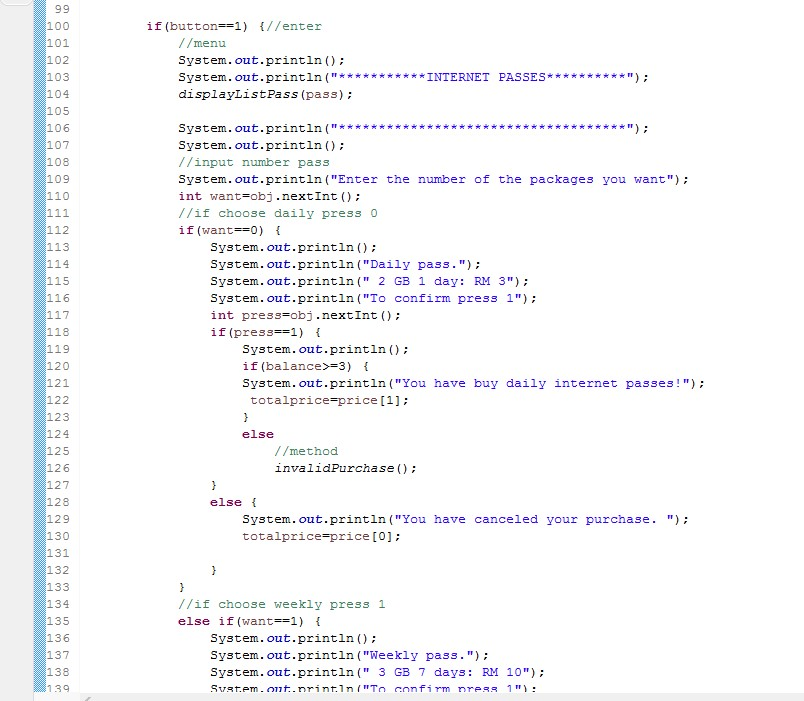 99
100 if(button==1) {//enter
101 //menu
102 System.out.println();
103 System.out.println("***********INTERNET PASSES**********");
104 displayListPass(pass);
105
106 System.out.println("************************************");
107 System.out.println();
108 //input number pass
109 System.out.println("Enter the number of the packages you want");
110 int want=obj.nextInt();
111 //if choose daily press 0
112 if(want==0) {
113 System.out.println();
114 System.out.println("Daily pass.");
115 System.out.println(" 2 GB 1 day: RM 3");
116 System.out.println("To confirm press 1");
117 int press=obj.nextInt();
118 if(press==1) {
119 System.out.println();
120 if(balance>=3) {
121 System.out.println("You have buy daily internet passes!");
122 totalprice=price[1];
123 }
124 else
125 //method
126 invalidPurchase();
127 }
128 else {
129 System.out.println("You have canceled your purchase. ");
130 totalprice=price[0];
131
132 }
133 }
134 //if choose weekly press 1
135 else if(want==1) {
136 System.out.println();
137 System.out.println("Weekly pass.");
138 System.out.println(" 3 GB 7 days: RM 10");
139 System.out.println("To confirm press 1");